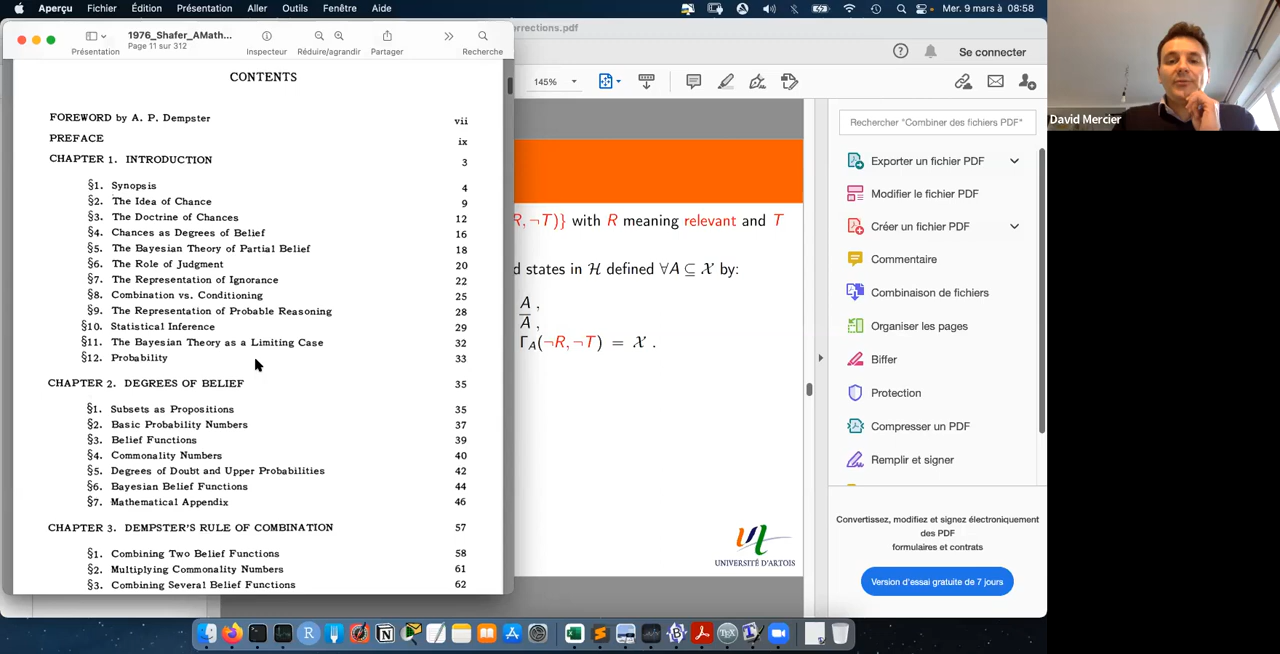 Aperçu Fichier Édition Présentation Aller Outils Fenêtre Aide Mer. 9 mars à 08:58
1976_Shafer_AMath...
Page 11 sur 312
Présentation Inspecteur Réduire/agrandir Partager Recherche
CONTENTS
FOREWORD by A. P. Dempster vii
PREFACE ix
CHAPTER 1. INTRODUCTION 3
§1. Synopsis 4
§2. The Idea of Chance 9
§3. The Doctrine of Chances 12
§4. Chances as Degrees of Belief 16
§5. The Bayesian Theory of Partial Belief 18
§6. The Role of Judgment 20
§7. The Representation of Ignorance 22
§8. Combination vs. Conditioning 25
§9. The Representation of Probable Reasoning 28
§10. Statistical Inference 29
§11. The Bayesian Theory as a Limiting Case 32
§12. Probability 33
CHAPTER 2. DEGREES OF BELIEF 35
§1. Subsets as Propositions 35
§2. Basic Probability Numbers 37
§3. Belief Functions 39
§4. Commonality Numbers 40
§5. Degrees of Doubt and Upper Probabilities 42
§6. Bayesian Belief Functions 44
§7. Mathematical Appendix 46
CHAPTER 3. DEMPSTER'S RULE OF COMBINATION 57
§1. Combining Two Belief Functions 58
§2. Multiplying Commonality Numbers 61
§3. Combining Several Belief Functions 62
orrections.pdf
Se connecter
145%
R, ¬T)} with R meaning relevant and T
d states in ℋ defined ∀A ⊆ 𝒳 by:
A ,
A̅ ,
Γ_A(¬R, ¬T) = 𝒳 .
UNIVERSITÉ D'ARTOIS
Rechercher "Combiner des fichiers PDF"
Exporter un fichier PDF
Modifier le fichier PDF
Créer un fichier PDF
Commentaire
Combinaison de fichiers
Organiser les pages
Biffer
Protection
Compresser un PDF
Remplir et signer
Convertissez, modifiez et signez électroniquement
des PDF
formulaires et contrats
Version d'essai gratuite de 7 jours
David Mercier